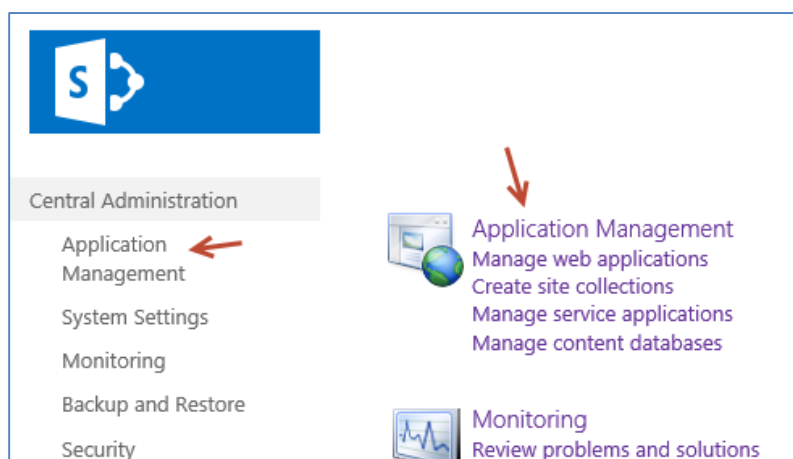 S
Central Administration
Application
Management
System Settings
Monitoring
Backup and Restore
Security
Application Management
Manage web applications
Create site collections
Manage service applications
Manage content databases
Monitoring
Review problems and solutions